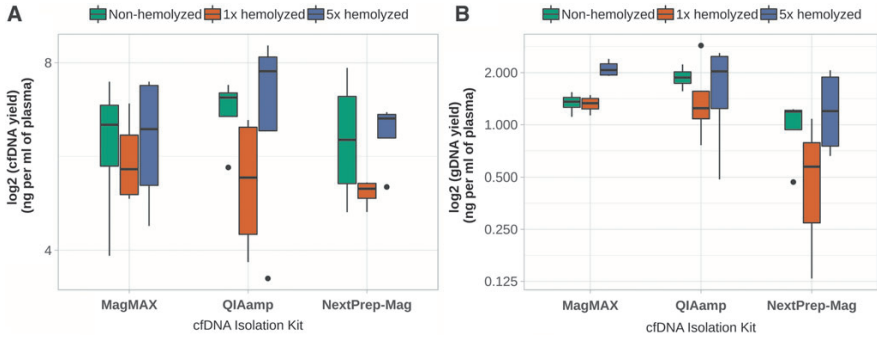 A
Non-hemolyzed 1x hemolyzed 5x hemolyzed
log2 (cfDNA yield)
(ng per ml of plasma)
8
4
MagMAX QIAamp NextPrep-Mag
cfDNA Isolation Kit
B
Non-hemolyzed 1x hemolyzed 5x hemolyzed
log2 (gDNA yield)
(ng per ml of plasma)
2.000
1.000
0.500
0.250
0.125
MagMAX QIAamp NextPrep-Mag
cfDNA Isolation Kit